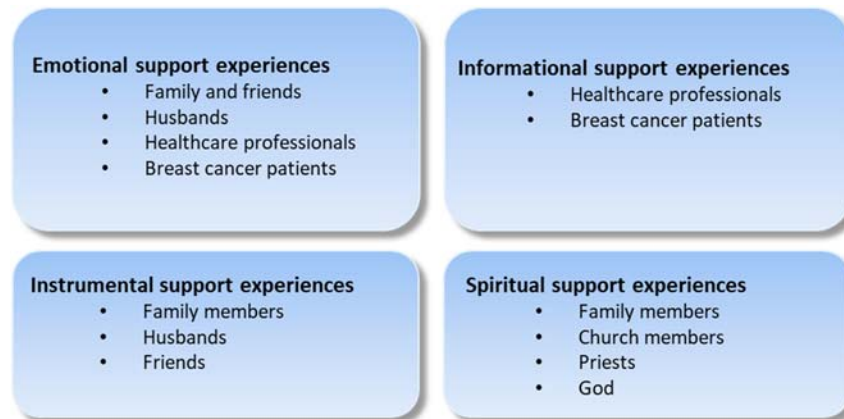 Emotional support experiences
• Family and friends
• Husbands
• Healthcare professionals
• Breast cancer patients
Informational support experiences
• Healthcare professionals
• Breast cancer patients
Instrumental support experiences
• Family members
• Husbands
• Friends
Spiritual support experiences
• Family members
• Church members
• Priests
• God